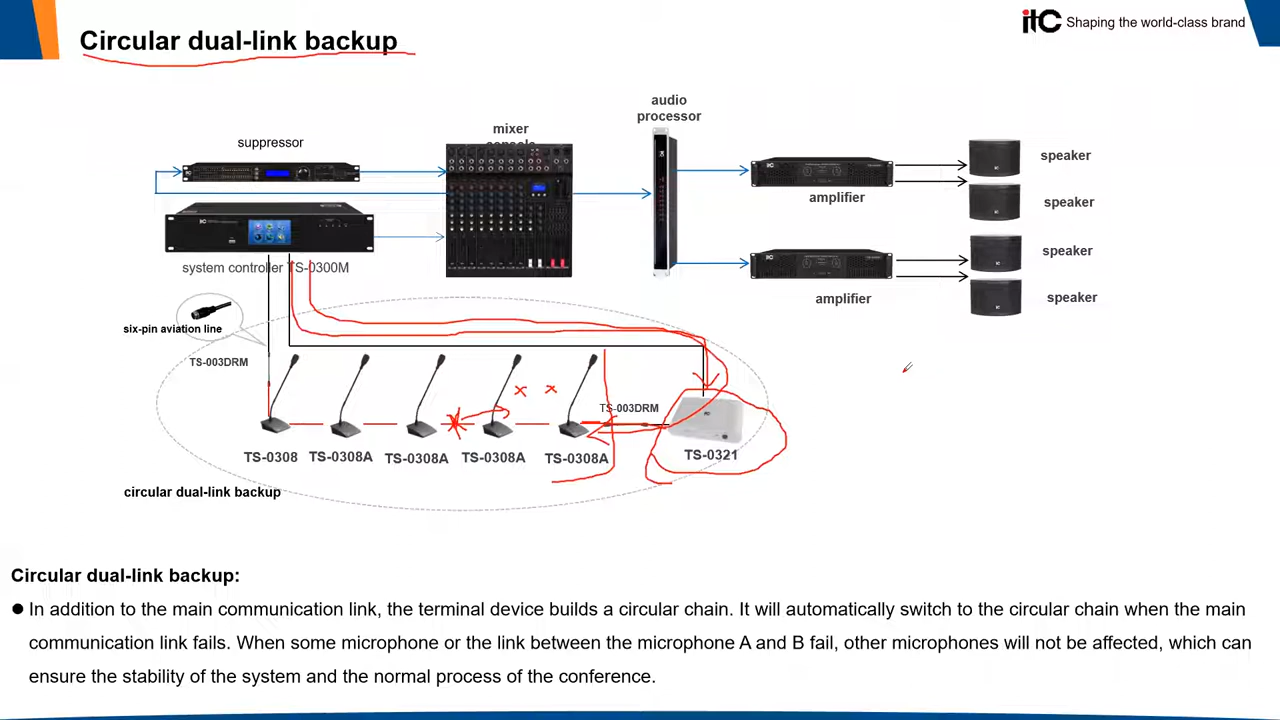 Circular dual-link backup
itC Shaping the world-class brand
audio
processor
mixer
console
suppressor
speaker
amplifier
speaker
system controller TS-0300M
speaker
amplifier
speaker
six-pin aviation line
TS-003DRM
TS-003DRM
TS-0308
TS-0308A
TS-0308A
TS-0308A
TS-0308A
TS-0321
circular dual-link backup
Circular dual-link backup:
● In addition to the main communication link, the terminal device builds a circular chain. It will automatically switch to the circular chain when the main
communication link fails. When some microphone or the link between the microphone A and B fail, other microphones will not be affected, which can
ensure the stability of the system and the normal process of the conference.